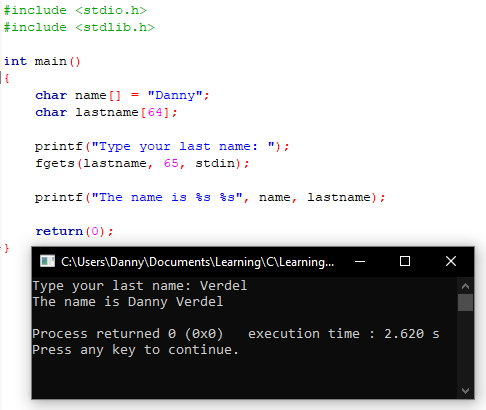 #include <stdio.h>
#include <stdlib.h>
int main()
{
char name[] = "Danny";
char lastname[64];
printf("Type your last name: ");
fgets(lastname, 65, stdin);
printf("The name is %s %s", name, lastname);
return(0);
}
C:\Users\Danny\Documents\Learning\C\Learning...
Type your last name: Verdel
The name is Danny Verdel
Process returned 0 (0x0)   execution time : 2.620 s
Press any key to continue.